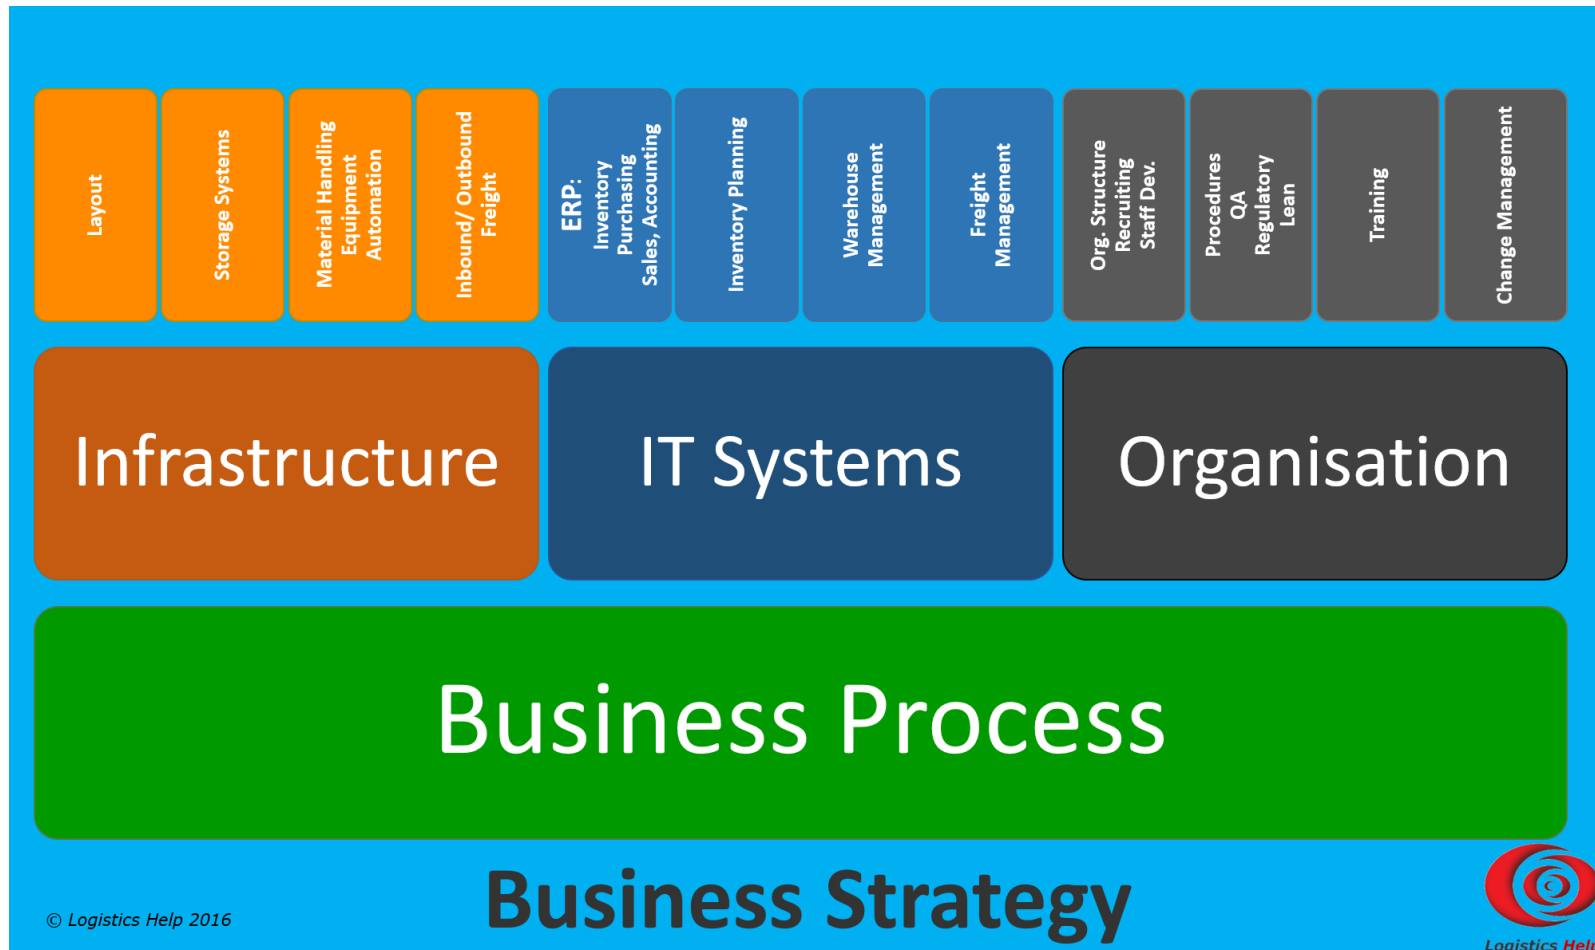 Layout
Storage Systems
Material Handling
Equipment
Automation
Inbound/ Outbound
Freight
ERP:
Inventory
Purchasing
Sales, Accounting
Inventory Planning
Warehouse
Management
Freight
Management
Org. Structure
Recruiting
Staff Dev.
Procedures
QA
Regulatory
Lean
Training
Change Management
Infrastructure
IT Systems
Organisation
Business Process
Business Strategy
© Logistics Help 2016
Logistics Help